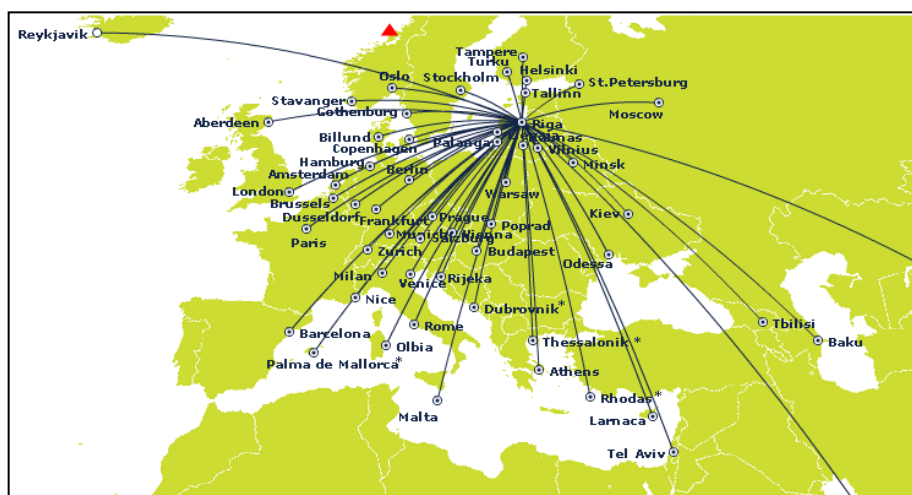 Reykjavik
Tampere
Turku
Helsinki
Oslo
Stockholm
St.Petersburg
Tallinn
Stavanger
Gothenburg
Moscow
Aberdeen
Riga
Billund
Palanga
Copenhagen
Vilnius
Hamburg
Minsk
Berlin
Amsterdam
London
Warsaw
Brussels
Dusseldorf
Kiev
Frankfurt
Prague
Poprad
Paris
Munich
Vienna
Salzburg
Zurich
Budapest
Odessa
Milan
Venice
Rijeka
Nice
Dubrovnik*
Tbilisi
Rome
Barcelona
Olbia
Thessalonik *
Baku
Palma de Mallorca*
Athens
Rhodas*
Malta
Larnaca
Tel Aviv